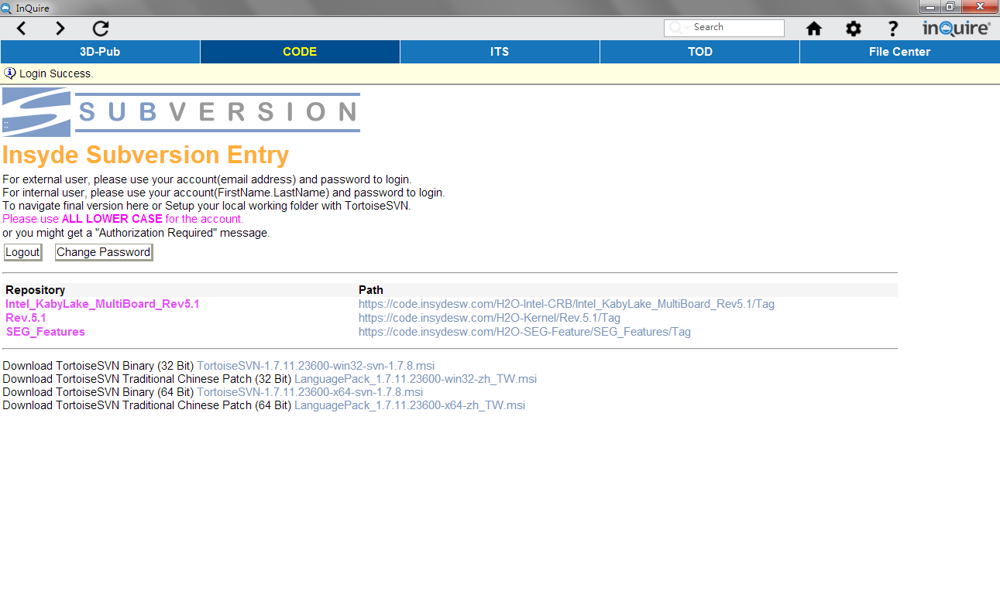 InQuire
Search
inQuire
3D-Pub CODE ITS TOD File Center
Login Success.
SUBVERSION
Insyde Subversion Entry
For external user, please use your account(email address) and password to login.
For internal user, please use your account(FirstName.LastName) and password to login.
To navigate final version here or Setup your local working folder with TortoiseSVN.
Please use ALL LOWER CASE for the account.
or you might get a "Authorization Required" message.
Logout Change Password
Repository Path
Intel_KabyLake_MultiBoard_Rev5.1 https://code.insydesw.com/H2O-Intel-CRB/Intel_KabyLake_MultiBoard_Rev5.1/Tag
Rev.5.1 https://code.insydesw.com/H2O-Kernel/Rev.5.1/Tag
SEG_Features https://code.insydesw.com/H2O-SEG-Feature/SEG_Features/Tag
Download TortoiseSVN Binary (32 Bit) TortoiseSVN-1.7.11.23600-win32-svn-1.7.8.msi
Download TortoiseSVN Traditional Chinese Patch (32 Bit) LanguagePack_1.7.11.23600-win32-zh_TW.msi
Download TortoiseSVN Binary (64 Bit) TortoiseSVN-1.7.11.23600-x64-svn-1.7.8.msi
Download TortoiseSVN Traditional Chinese Patch (64 Bit) LanguagePack_1.7.11.23600-x64-zh_TW.msi